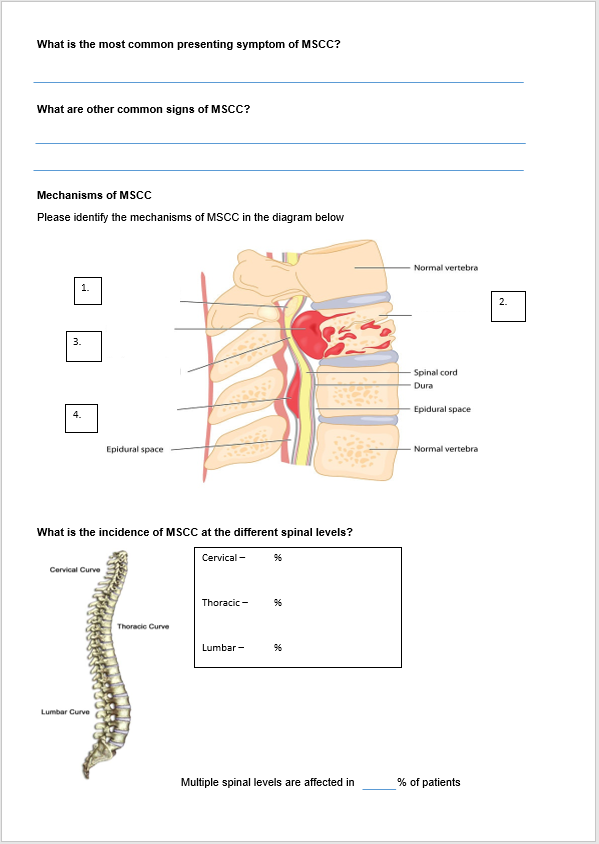 What is the most common presenting symptom of MSCC?
What are other common signs of MSCC?
Mechanisms of MSCC
Please identify the mechanisms of MSCC in the diagram below
Normal vertebra
1.
2.
3.
Spinal cord
Dura
4.
Epidural space
Epidural space
Normal vertebra
What is the incidence of MSCC at the different spinal levels?
Cervical – %
Cervical Curve
Thoracic – %
Thoracic Curve
Lumbar – %
Lumbar Curve
Multiple spinal levels are affected in ______% of patients